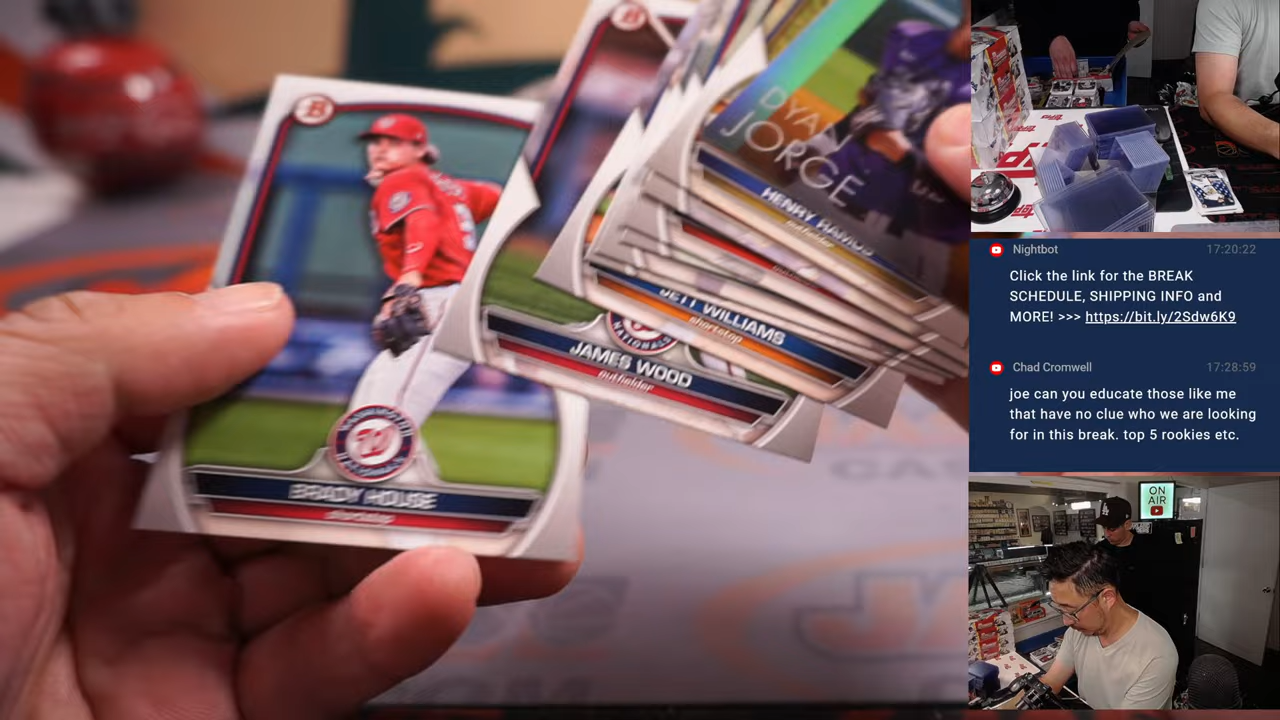 B
BRADY HOUSE
B
JAMES WOOD
outfielder
NATIONALS
JETT WILLIAMS
shortstop
HENRY RAMOS
outfielder
DYAN
JORGE
ON
AIR
Nightbot 17:20:22
Click the link for the BREAK
SCHEDULE, SHIPPING INFO and
MORE! >>> https://bit.ly/2Sdw6K9
Chad Cromwell 17:28:59
joe can you educate those like me
that have no clue who we are looking
for in this break. top 5 rookies etc.